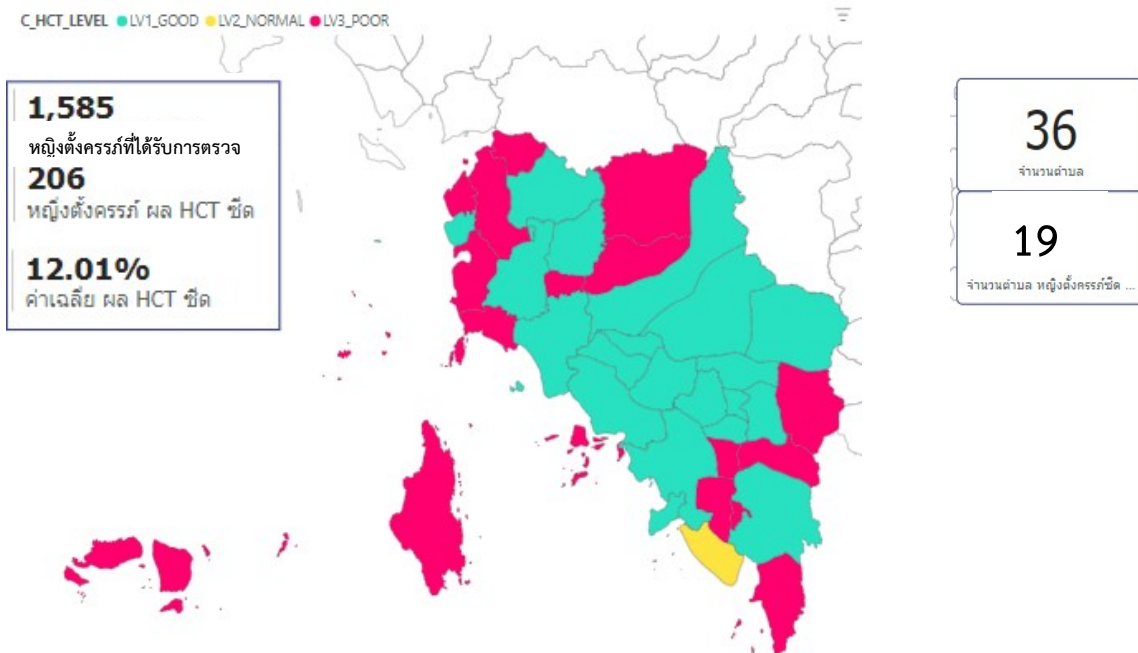 C_HCT_LEVEL LV1_GOOD LV2_NORMAL LV3_POOR
1,585
หญิงตั้งครรภ์ที่ได้รับการตรวจ
206
หญิงตั้งครรภ์ ผล HCT ซีด
12.01%
ค่าเฉลี่ย ผล HCT ซีด
36
จำนวนตำบล
19
จำนวนตำบล หญิงตั้งครรภ์ซีด ...